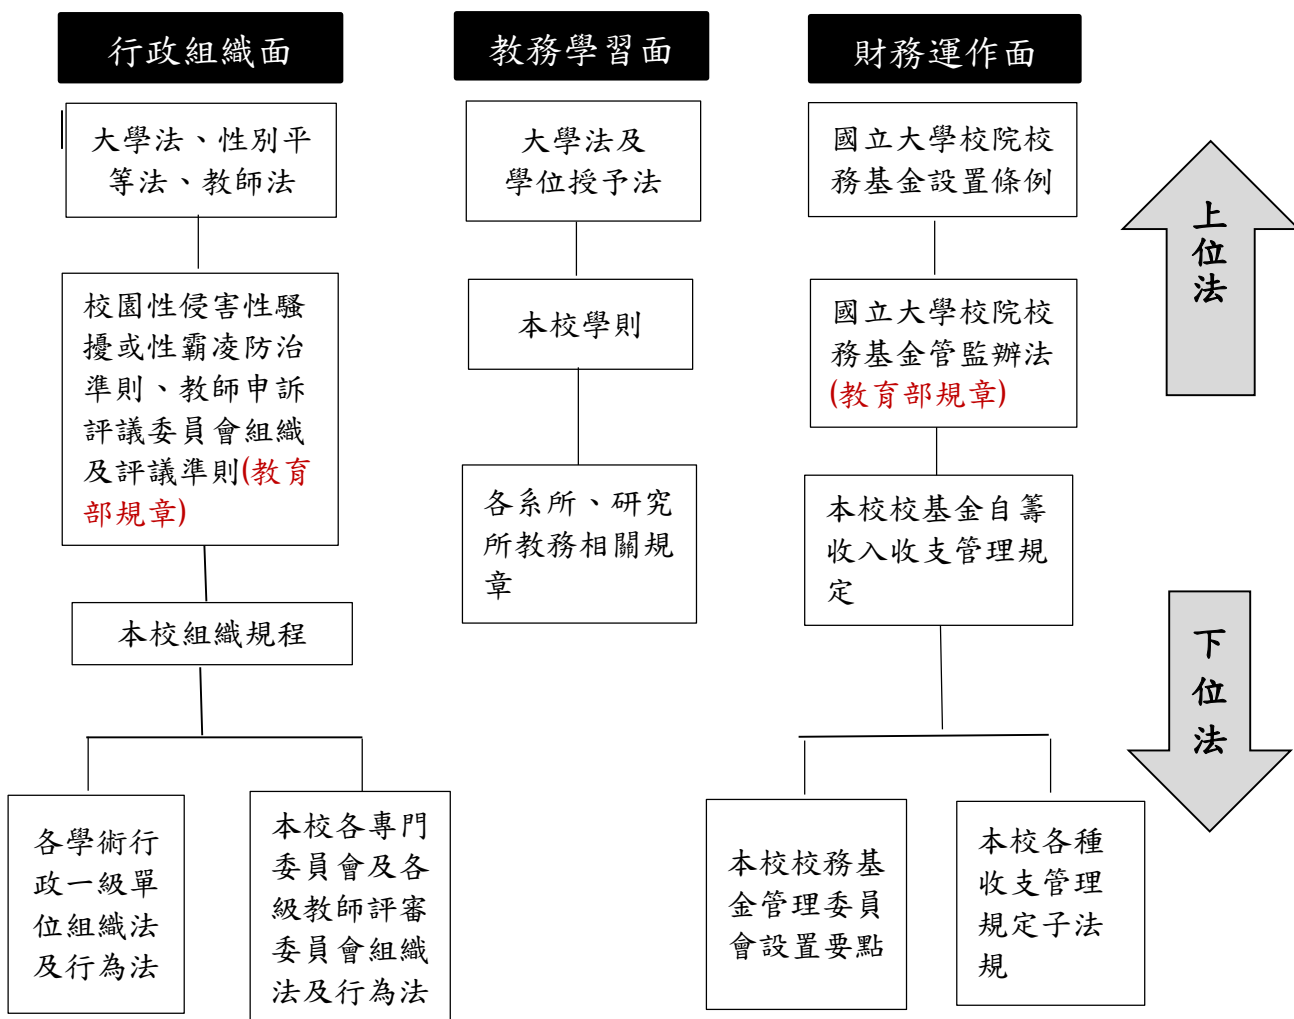 行政組織面
教務學習面
財務運作面
大學法、性別平
等法、教師法
大學法及
學位授予法
國立大學校院校
務基金設置條例
上位法
校園性侵害性騷
擾或性霸凌防治
準則、教師申訴
評議委員會組織
及評議準則(教育
部規章)
本校學則
國立大學校院校
務基金管監辦法
(教育部規章)
各系所、研究
所教務相關規
章
本校校基金自籌
收入收支管理規
定
本校組織規程
下位法
各學術行
政一級單
位組織法
及行為法
本校各專門
委員會及各
級教師評審
委員會組織
法及行為法
本校校務基
金管理委員
會設置要點
本校各種
收支管理
規定子法
規